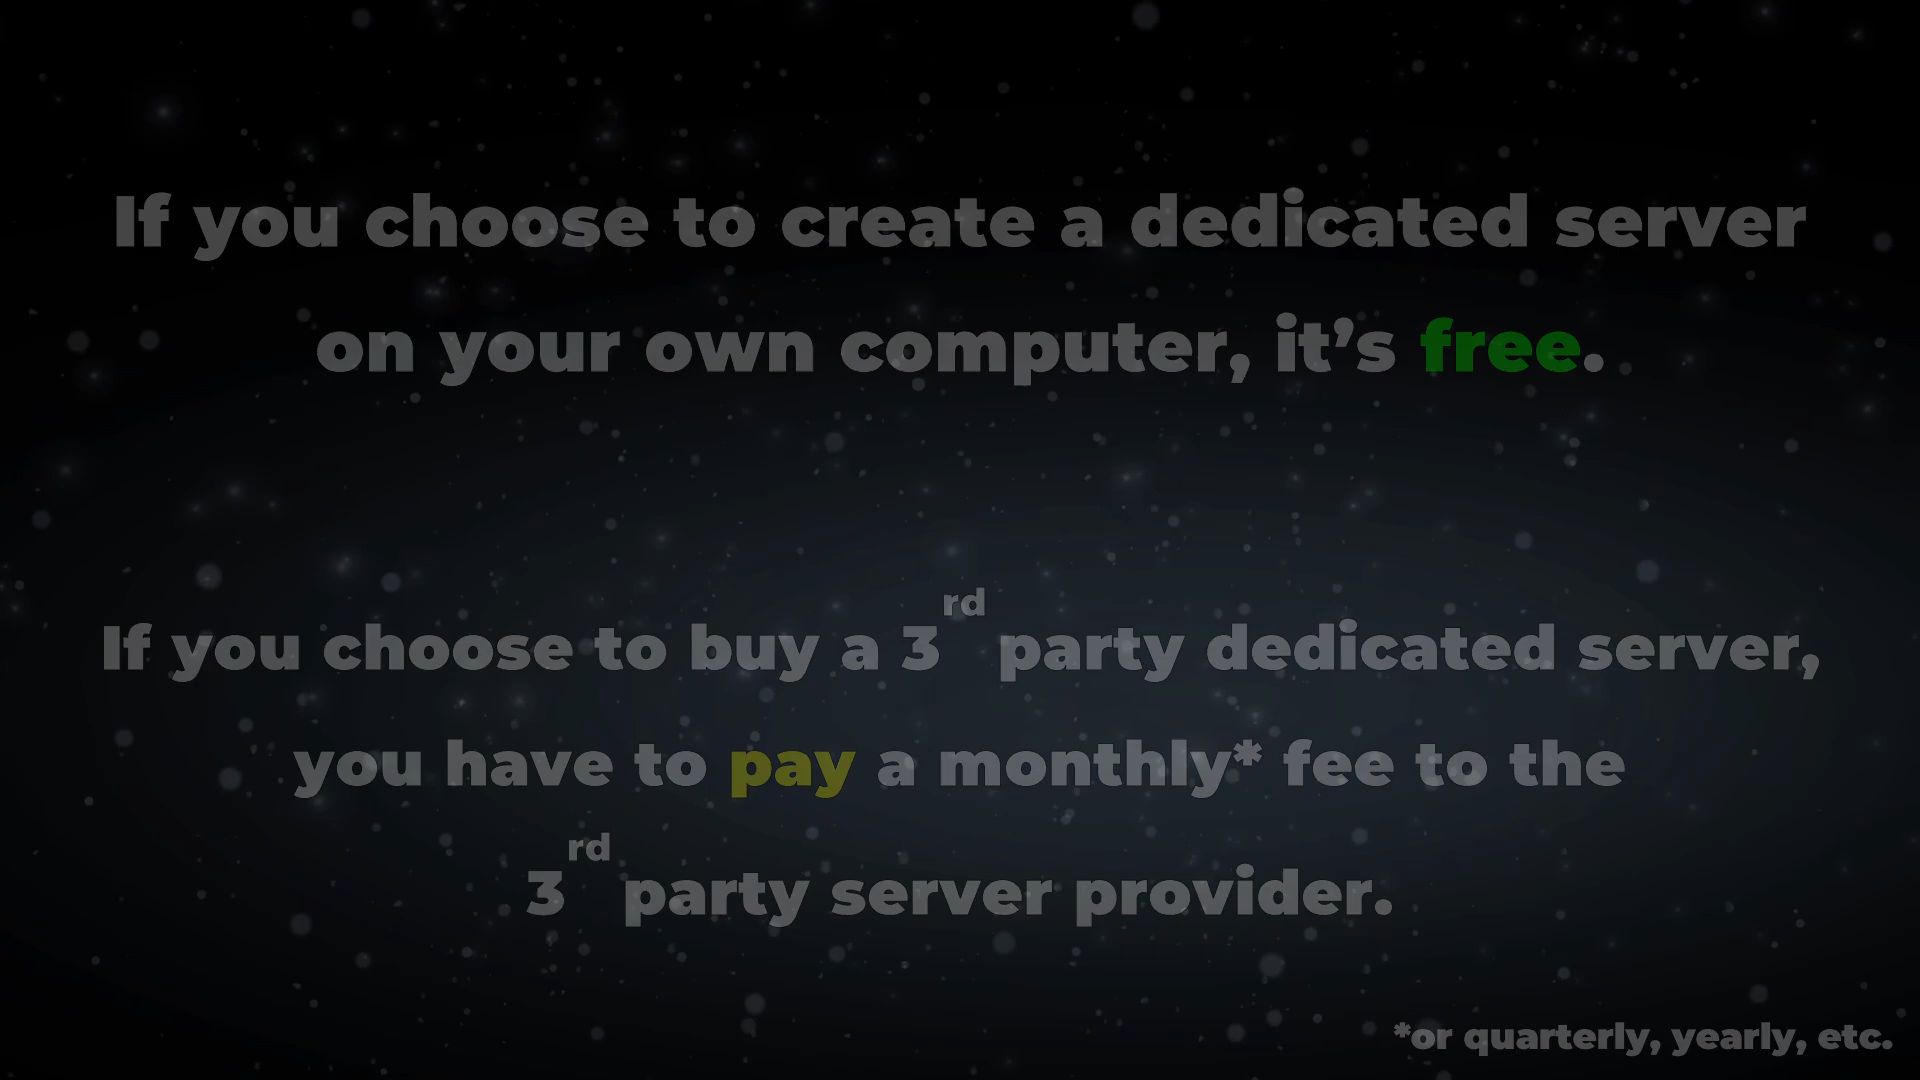 If you choose to create a dedicated server
on your own computer, it’s free.
If you choose to buy a 3rd party dedicated server,
you have to pay a monthly* fee to the
3rd party server provider.
*or quarterly, yearly, etc.